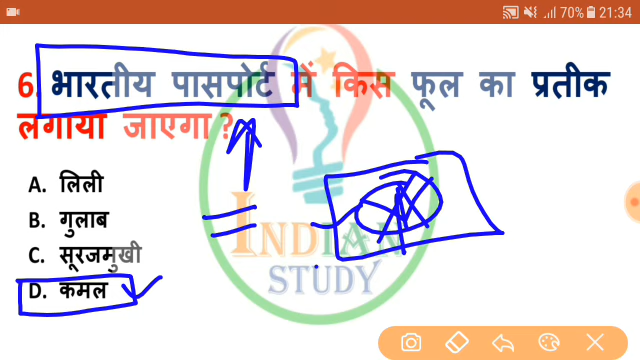 70% 21:34
6. भारतीय पासपोर्ट में किस फूल का प्रतीक
लगाया जाएगा ?
A. लिली
B. गुलाब
C. सूरजमुखी
D. कमल
INDIAN
STUDY